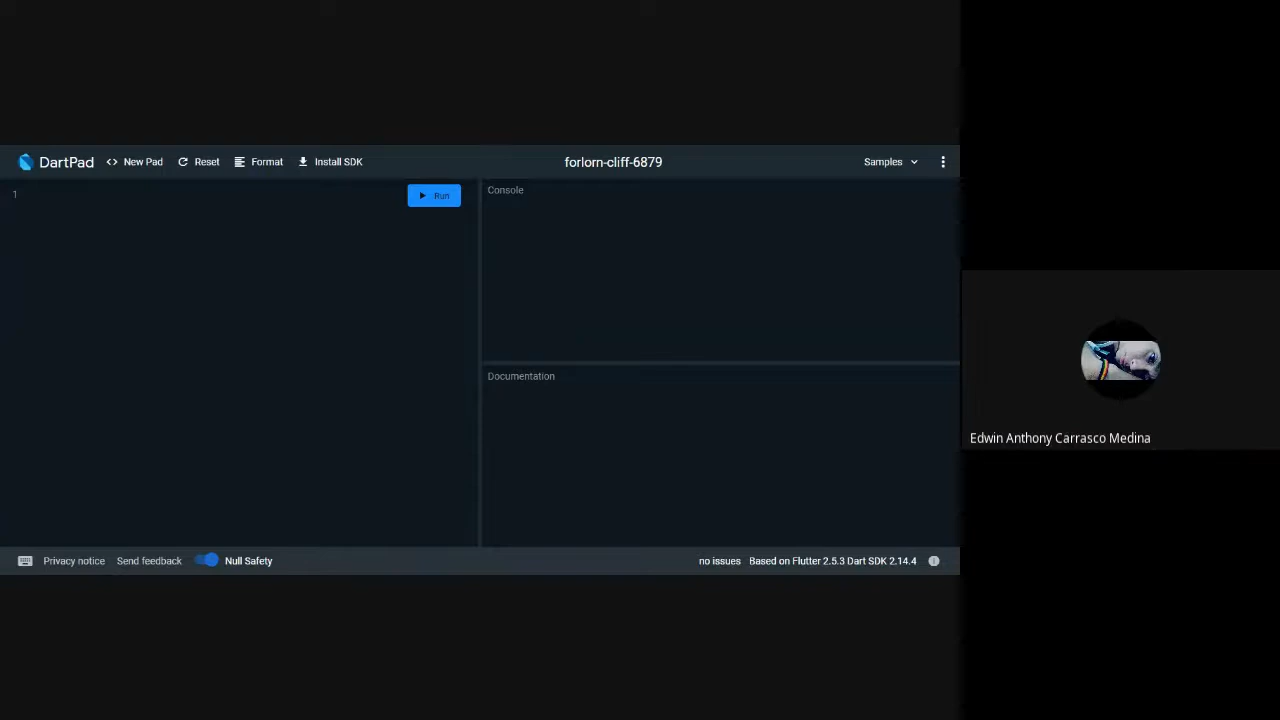 DartPad <> New Pad Reset Format Install SDK forlorn-cliff-6879 Samples
1 Run Console
Documentation
Edwin Anthony Carrasco Medina
Privacy notice Send feedback Null Safety no issues Based on Flutter 2.5.3 Dart SDK 2.14.4